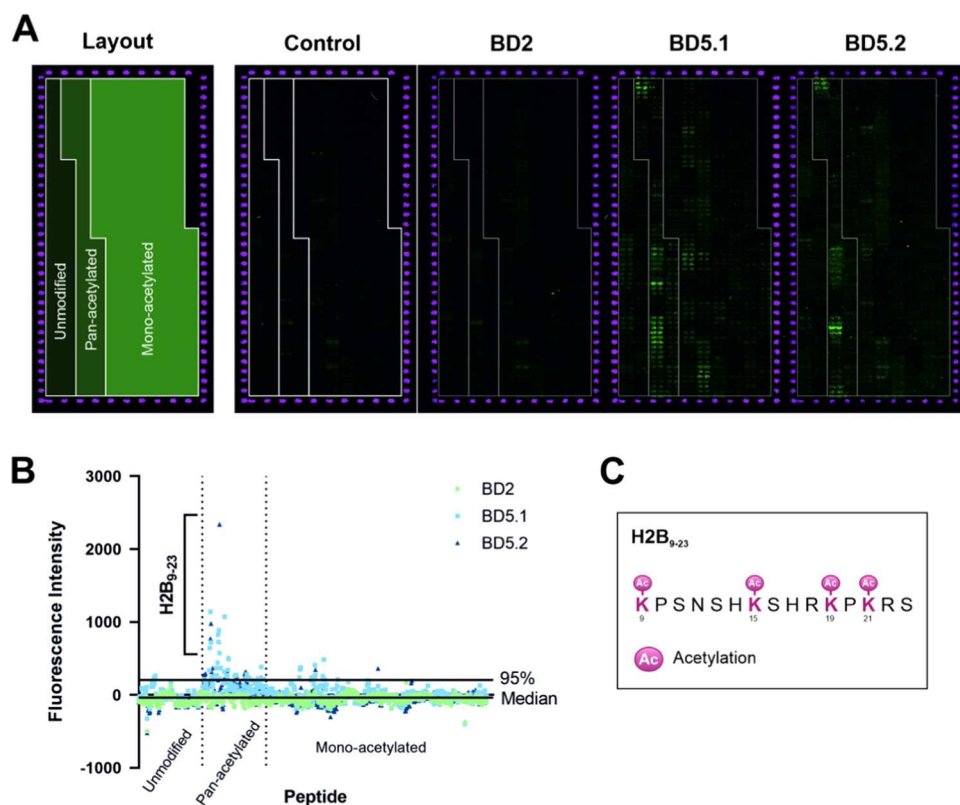 A
Layout Control BD2 BD5.1 BD5.2
Unmodified
Pan-acetylated
Mono-acetylated
B
Fluorescence Intensity
3000
2000
1000
0
-1000
H2B9-23
BD2
BD5.1
BD5.2
95%
Median
Unmodified
Pan-acetylated
Mono-acetylated
Peptide
C
H2B9-23
Ac Ac Ac Ac
K P S N S H K S H R K P K R S
9 15 19 21
Ac Acetylation